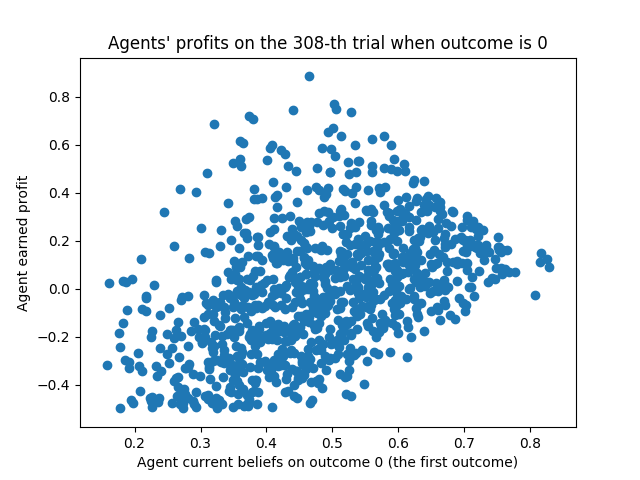 Agents' profits on the 308-th trial when outcome is 0
Agent earned profit
0.8
0.6
0.4
0.2
0.0
−0.2
−0.4
0.2 0.3 0.4 0.5 0.6 0.7 0.8
Agent current beliefs on outcome 0 (the first outcome)